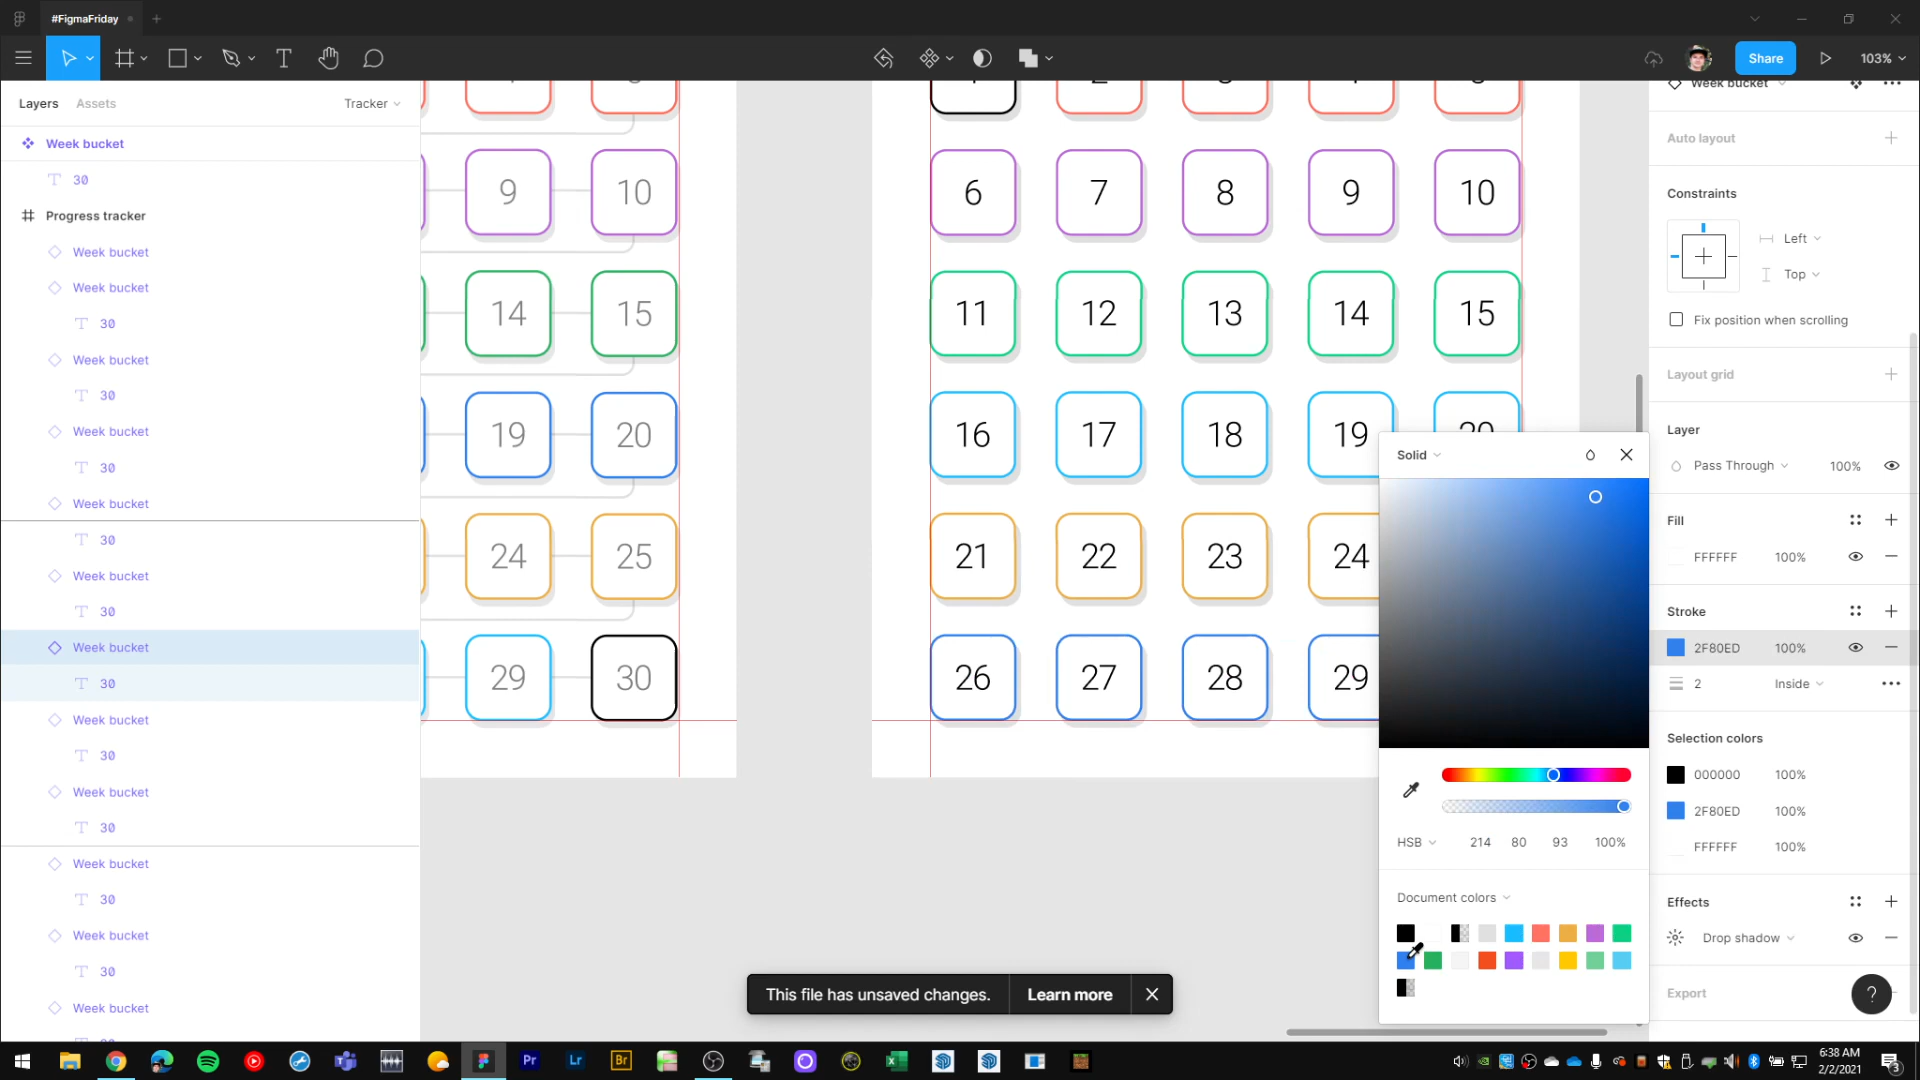 #FigmaFriday
Share
103%
Layers
Assets
Tracker
Week bucket
30
Progress tracker
Week bucket
Week bucket
30
Week bucket
30
Week bucket
30
Week bucket
30
Week bucket
30
Week bucket
30
Week bucket
30
Week bucket
30
Week bucket
30
Week bucket
30
Week bucket
9
10
14
15
19
20
24
25
29
30
6
7
8
9
10
11
12
13
14
15
16
17
18
19
20
21
22
23
24
26
27
28
29
Solid
HSB
214
80
93
100%
Document colors
Week bucket
Auto layout
Constraints
Left
Top
Fix position when scrolling
Layout grid
Layer
Pass Through
100%
Fill
FFFFFF
100%
Stroke
2F80ED
100%
2
Inside
Selection colors
000000
100%
2F80ED
100%
FFFFFF
100%
Effects
Drop shadow
Export
?
This file has unsaved changes.
Learn more
Pr
Lr
Br
6:38 AM
2/2/2021
3